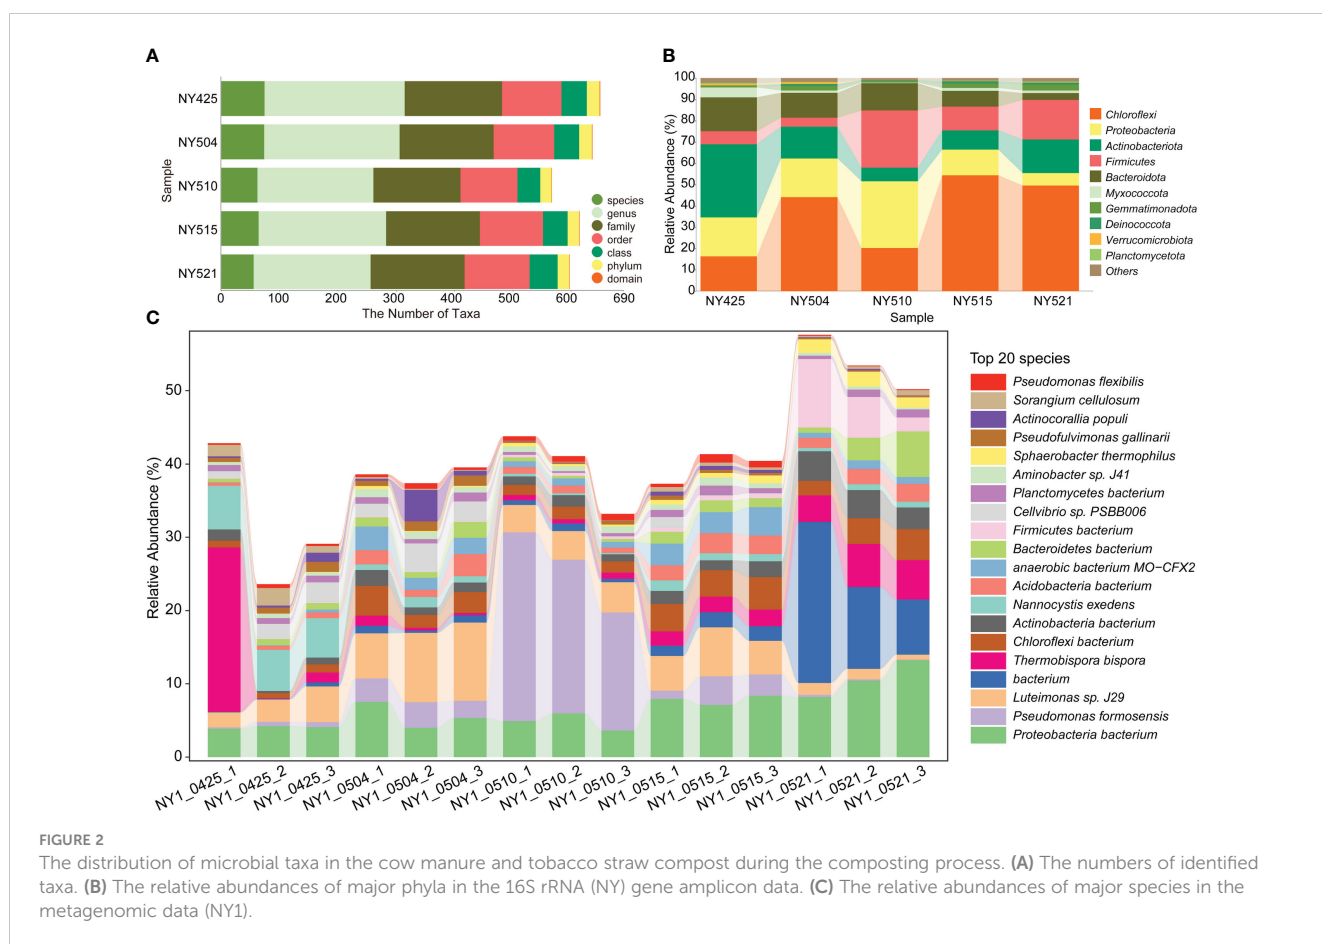 A
NY425
NY504
NY510
NY515
NY521
Sample
0 100 200 300 400 500 600 690
The Number of Taxa
species
genus
family
order
class
phylum
domain
B
100
90
80
70
60
50
40
30
20
10
0
Relative Abundance (%)
NY425 NY504 NY510 NY515 NY521
Sample
Chloroflexi
Proteobacteria
Actinobacteriota
Firmicutes
Bacteroidota
Myxococcota
Gemmatimonadota
Deinococcota
Verrucomicrobiota
Planctomycetota
Others
C
50
40
30
20
10
0
Relative Abundance (%)
NY1_0425_1 NY1_0425_2 NY1_0425_3 NY1_0504_1 NY1_0504_2 NY1_0504_3 NY1_0510_1 NY1_0510_2 NY1_0510_3 NY1_0515_1 NY1_0515_2 NY1_0515_3 NY1_0521_1 NY1_0521_2 NY1_0521_3
Top 20 species
Pseudomonas flexibilis
Sorangium cellulosum
Actinocorallia populi
Pseudofulvimonas gallinarii
Sphaerobacter thermophilus
Aminobacter sp. J41
Planctomycetes bacterium
Cellvibrio sp. PSBB006
Firmicutes bacterium
Bacteroidetes bacterium
anaerobic bacterium MO−CFX2
Acidobacteria bacterium
Nannocystis exedens
Actinobacteria bacterium
Chloroflexi bacterium
Thermobispora bispora
bacterium
Luteimonas sp. J29
Pseudomonas formosensis
Proteobacteria bacterium
FIGURE 2
The distribution of microbial taxa in the cow manure and tobacco straw compost during the composting process. (A) The numbers of identified
taxa. (B) The relative abundances of major phyla in the 16S rRNA (NY) gene amplicon data. (C) The relative abundances of major species in the
metagenomic data (NY1).